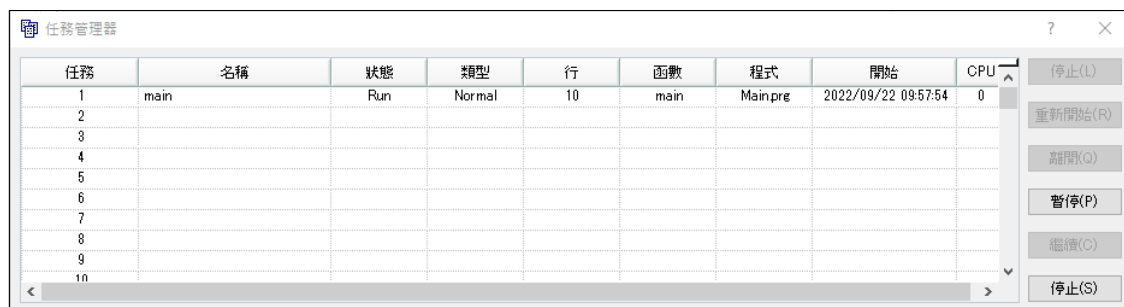 任務管理器 ?
任務 名稱 狀態 類型 行 函數 程式 開始 CPU
1 main Run Normal 10 main Main.prg 2022/09/22 09:57:54 0
2
3
4
5
6
7
8
9
10
停止(L)
重新開始(R)
離開(Q)
暫停(P)
繼續(C)
停止(S)